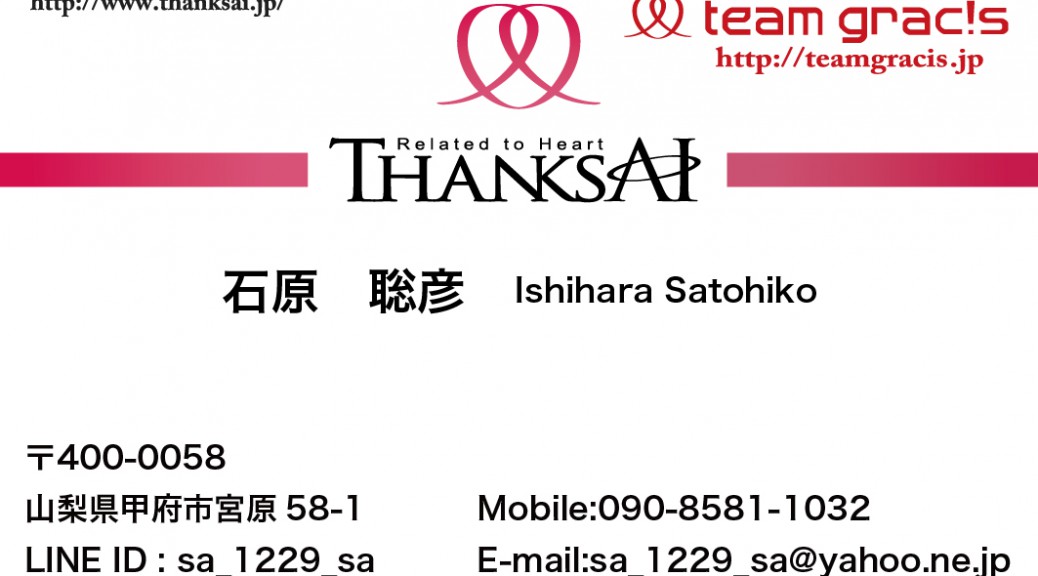 http://www.thanksai.jp/
team grac!s
http://teamgracis.jp
Related to Heart
THANKSAI
石原　聡彦　Ishihara Satohiko
〒400-0058
山梨県甲府市宮原 58-1　Mobile:090-8581-1032
LINE ID : sa_1229_sa　E-mail:sa_1229_sa@yahoo.ne.jp